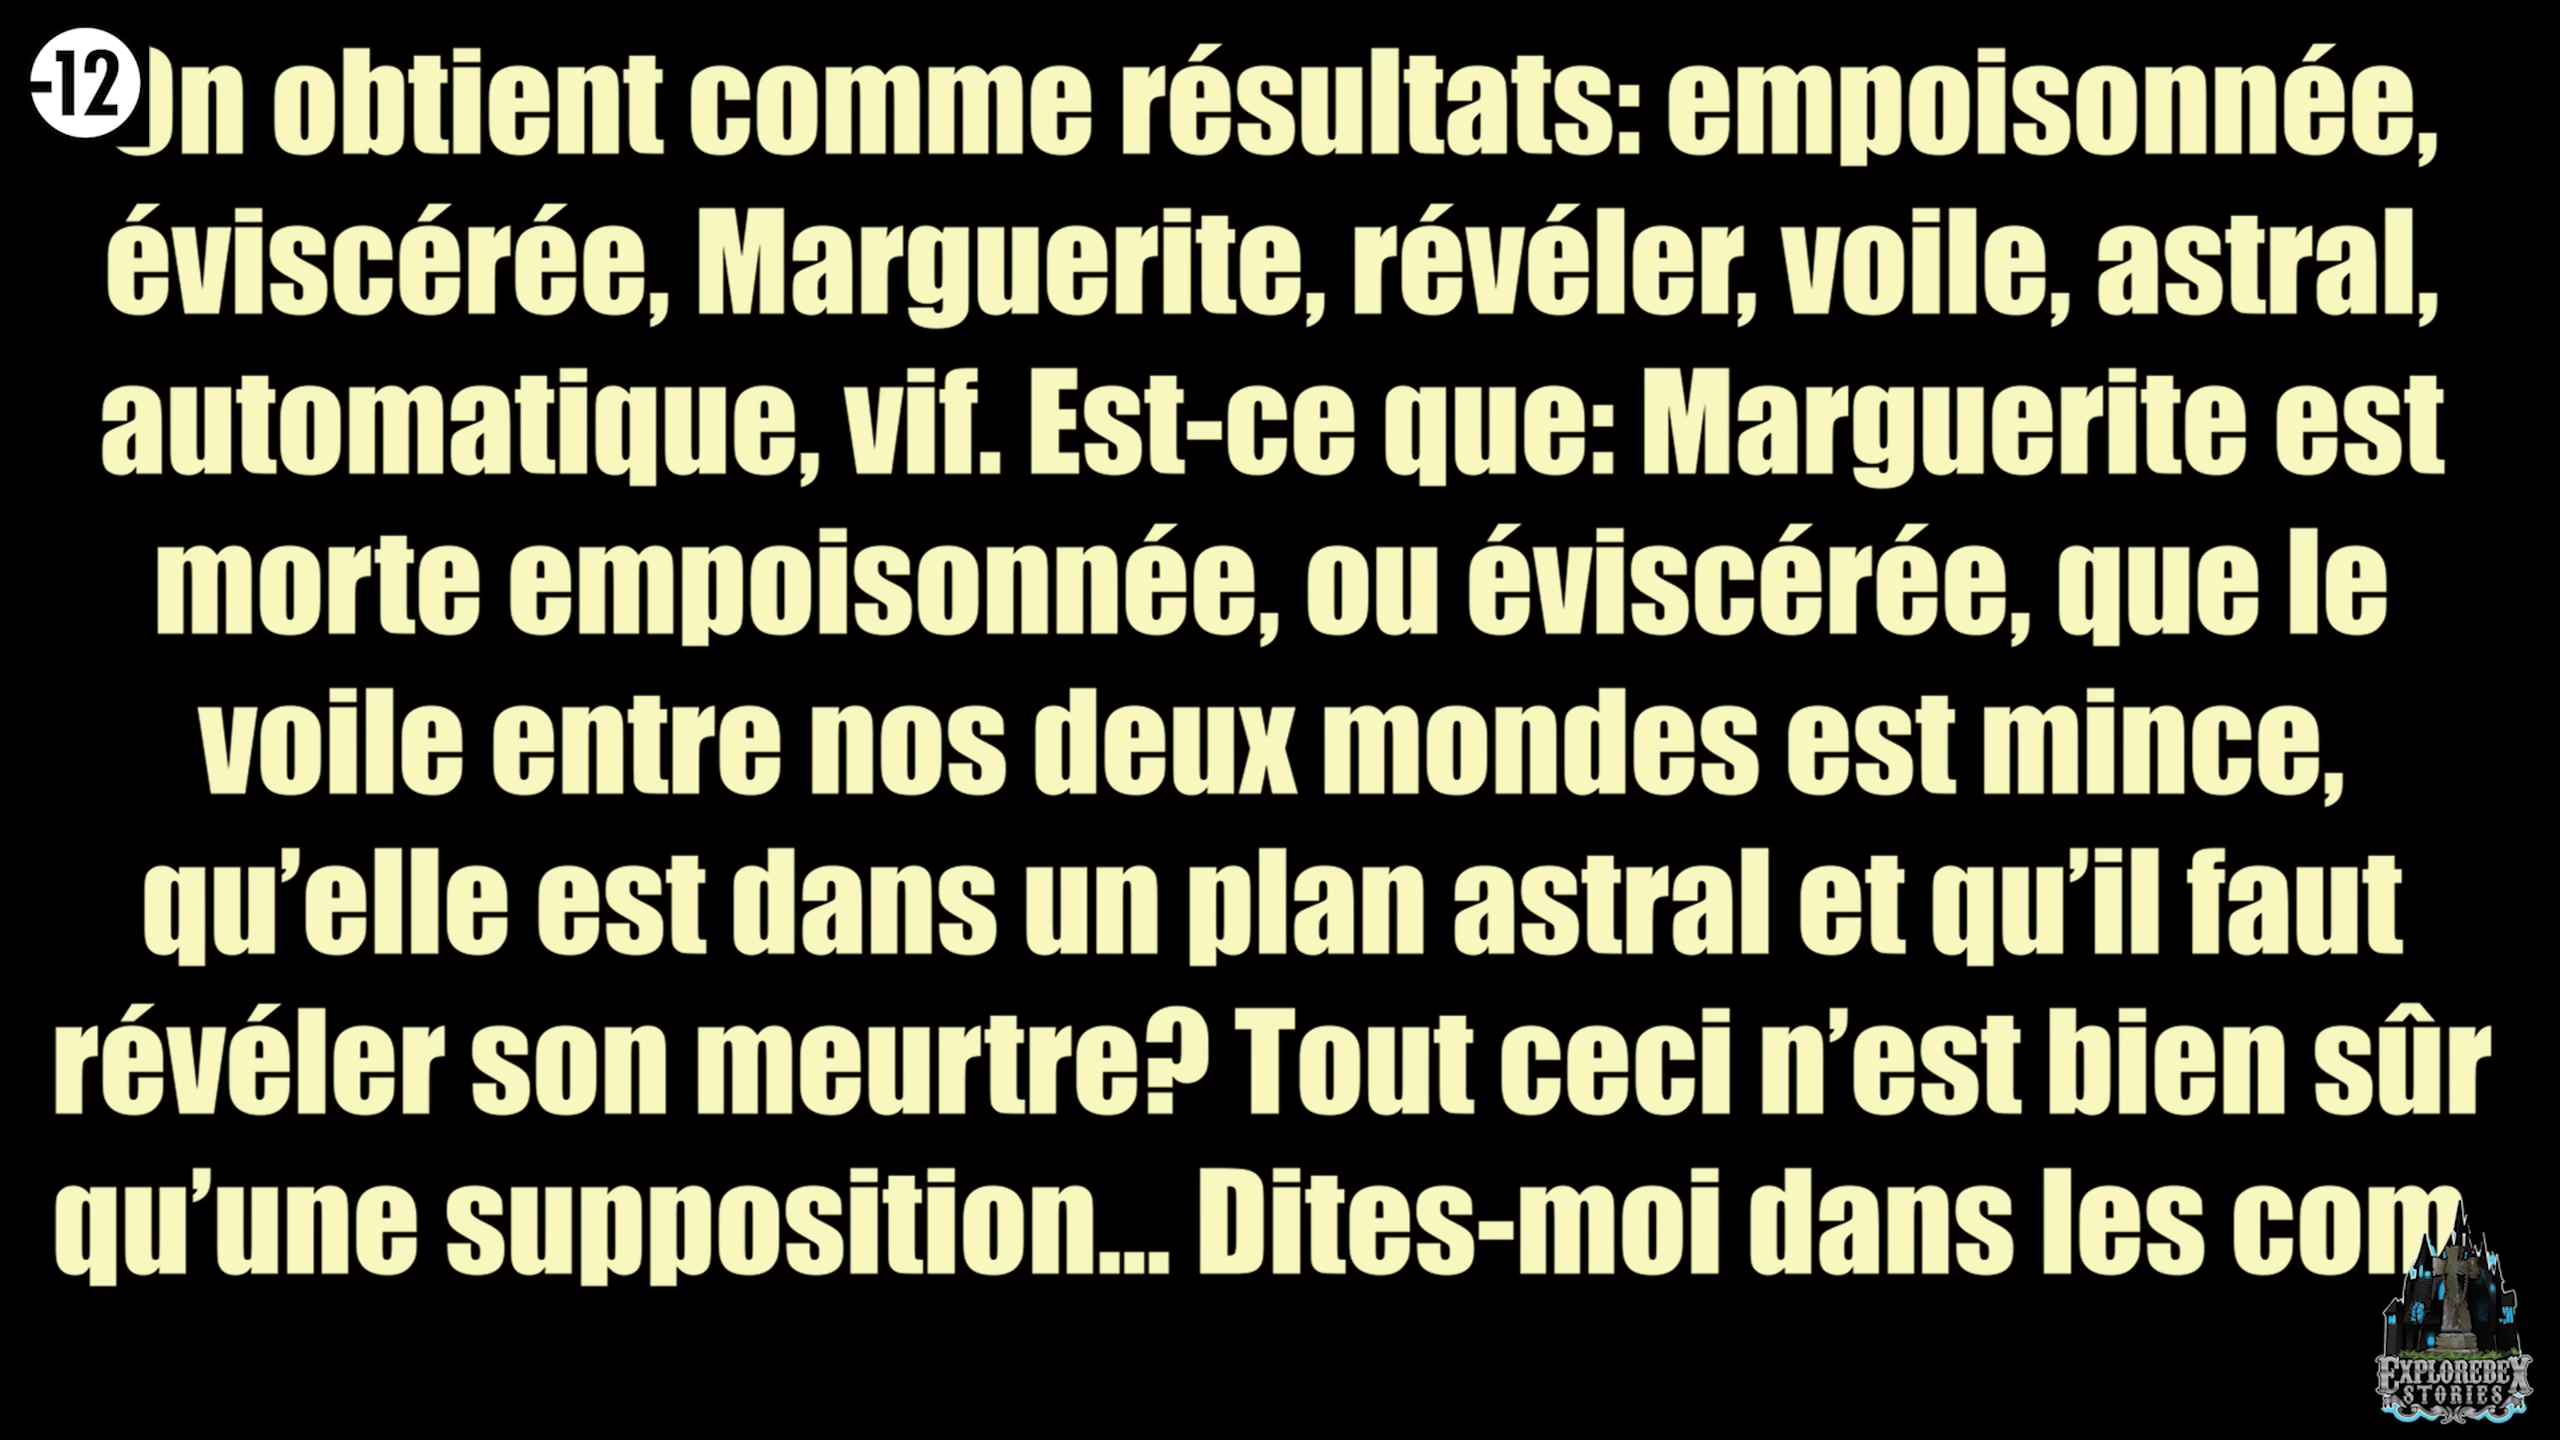 -12
On obtient comme résultats: empoisonnée,
éviscérée, Marguerite, révéler, voile, astral,
automatique, vif. Est-ce que: Marguerite est
morte empoisonnée, ou éviscérée, que le
voile entre nos deux mondes est mince,
qu’elle est dans un plan astral et qu’il faut
révéler son meurtre? Tout ceci n’est bien sûr
qu’une supposition... Dites-moi dans les com
EXPLOREBEX
STORIES